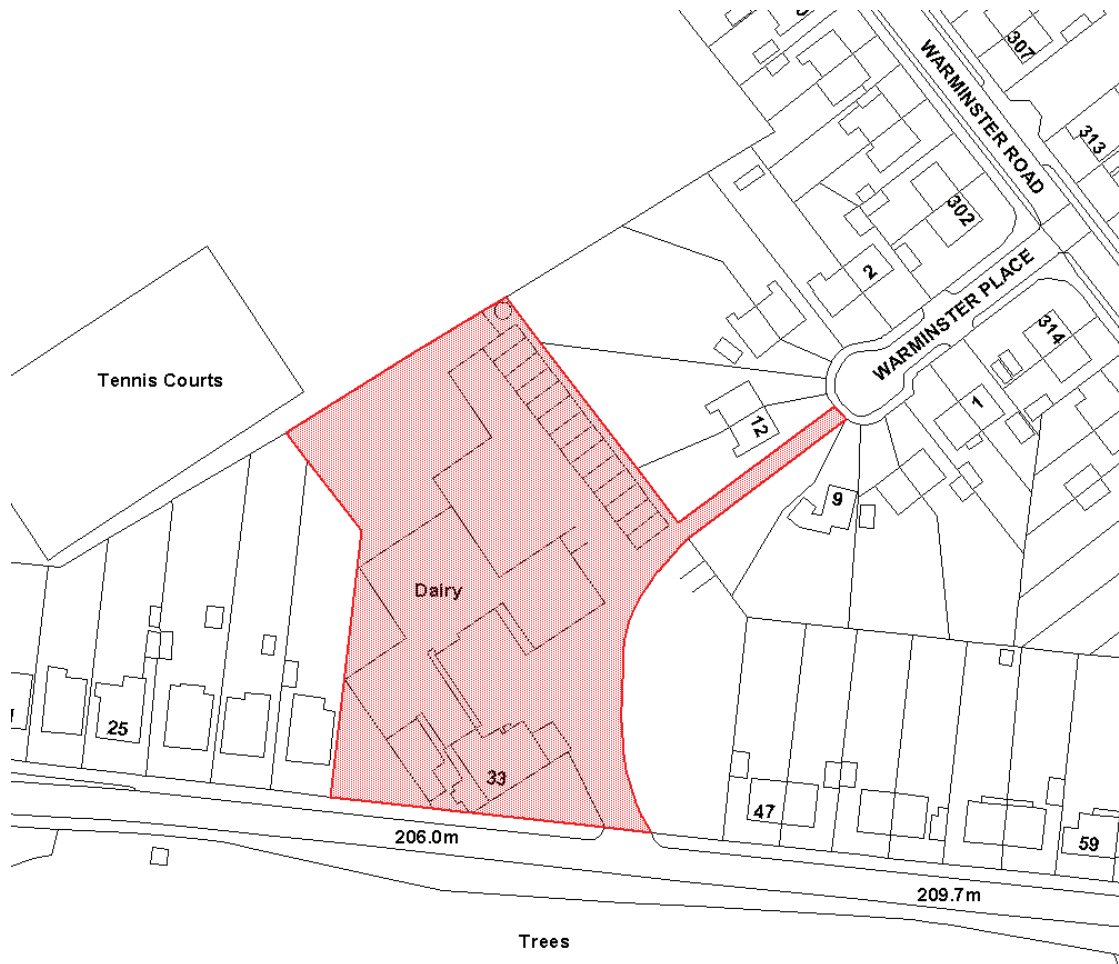 307
WARMINSTER ROAD
313
302
2
WARMINSTER PLACE
314
Tennis Courts
1
12
9
Dairy
25
33
47
59
206.0m
209.7m
Trees